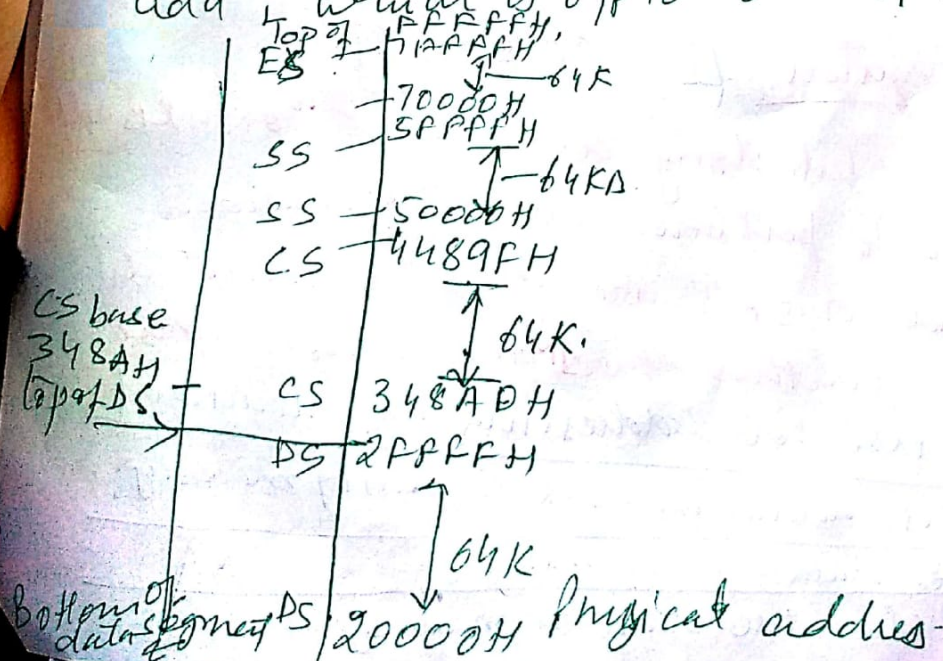 Top of FFFFFH,
ES 7FFFFH
64K
70000H
5FFFFH
SS
64KB
SS 50000H
CS 4489FH
CS base
348AH
64K.
Top of DS CS 348A0H
DS 2FFFFH
64K
Bottom of
data segment DS 20000H Physical addres-